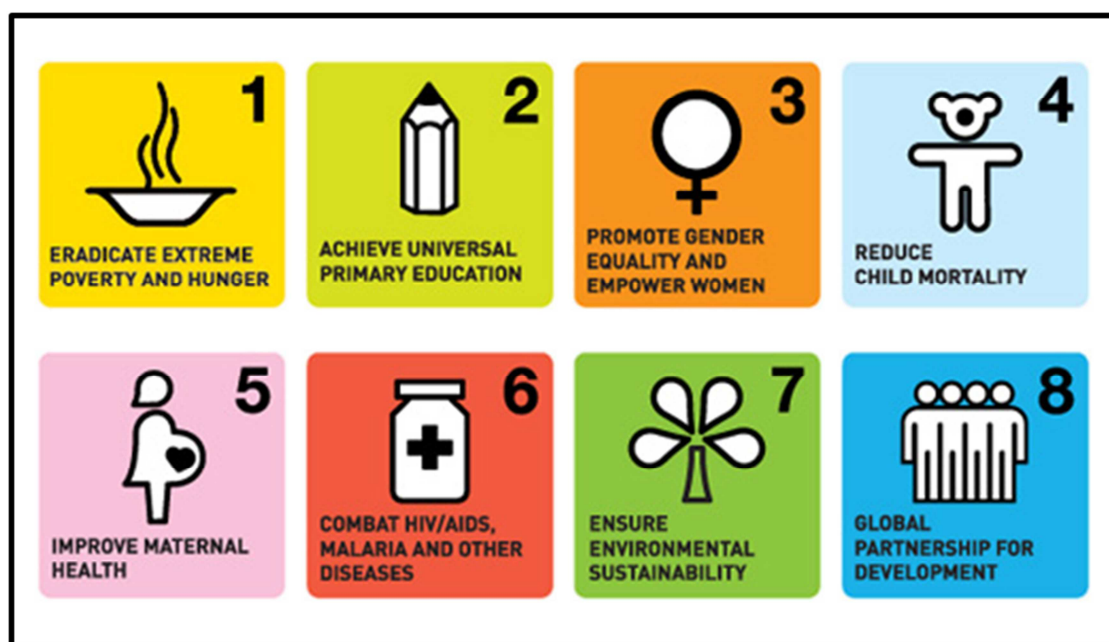 1
ERADICATE EXTREME
POVERTY AND HUNGER
2
ACHIEVE UNIVERSAL
PRIMARY EDUCATION
3
PROMOTE GENDER
EQUALITY AND
EMPOWER WOMEN
4
REDUCE
CHILD MORTALITY
5
IMPROVE MATERNAL
HEALTH
6
COMBAT HIV/AIDS,
MALARIA AND OTHER
DISEASES
7
ENSURE
ENVIRONMENTAL
SUSTAINABILITY
8
GLOBAL
PARTNERSHIP FOR
DEVELOPMENT